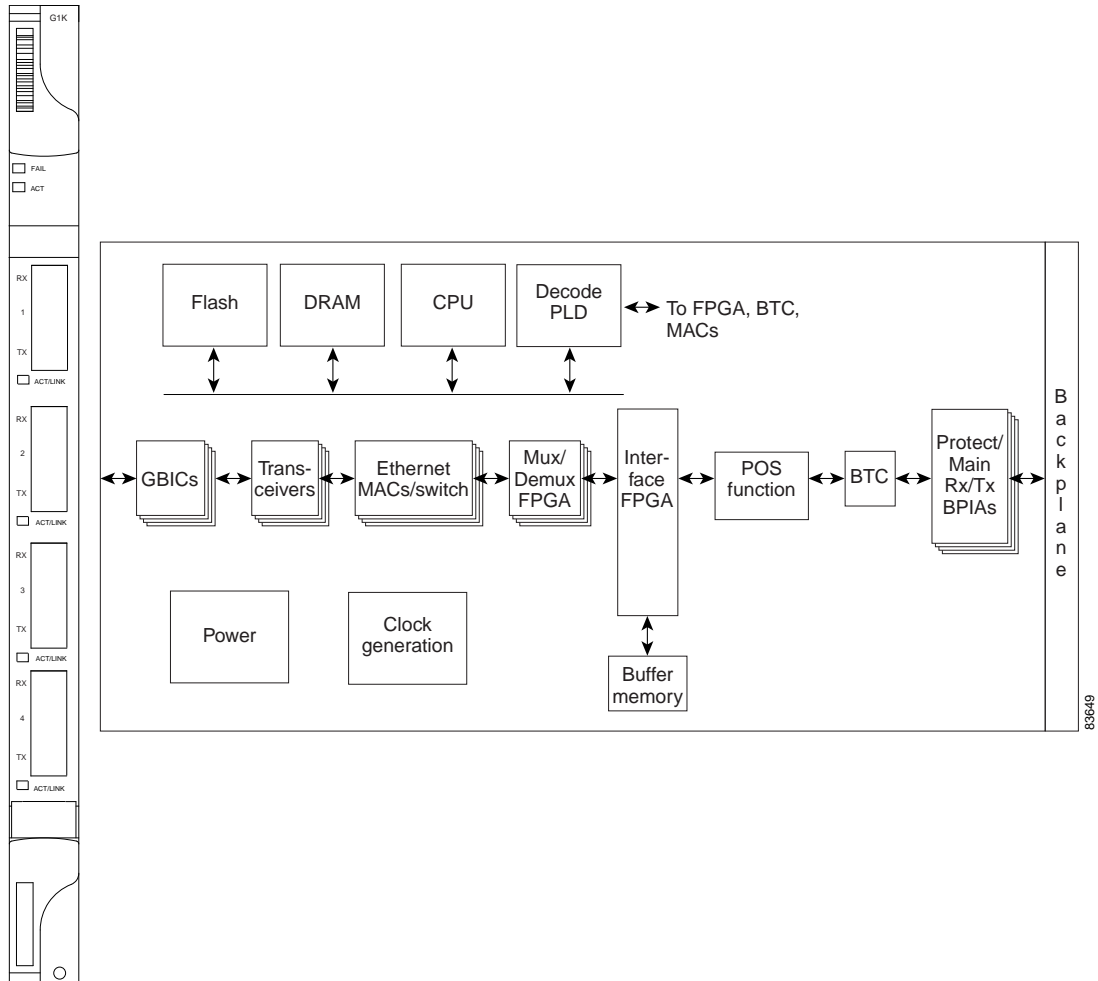 G1K
FAIL
ACT
RX
1
TX
ACT/LINK
RX
2
TX
ACT/LINK
RX
3
TX
ACT/LINK
RX
4
TX
ACT/LINK
Flash
DRAM
CPU
Decode
PLD
To FPGA, BTC,
MACs
GBICs
Trans-
ceivers
Ethernet
MACs/switch
Mux/
Demux
FPGA
Inter-
face
FPGA
POS
function
BTC
Protect/
Main
Rx/Tx
BPIAs
Power
Clock
generation
Buffer
memory
Backplane
83649